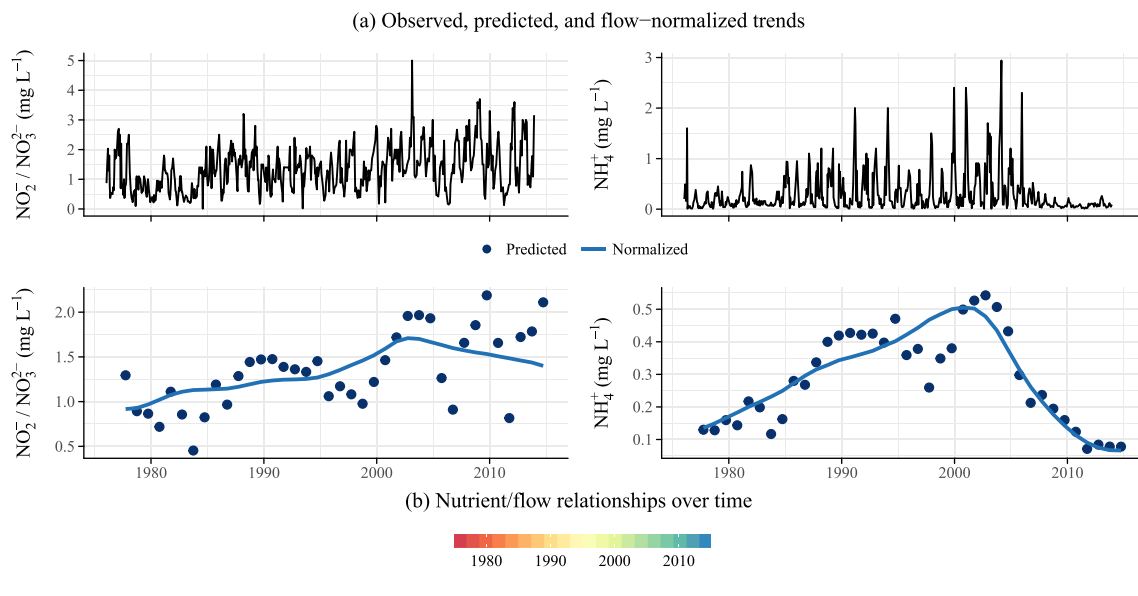 (a) Observed, predicted, and flow−normalized trends
NO₂⁻ / NO₃²⁻ (mg L⁻¹)
5
4
3
2
1
0
NH₄⁺ (mg L⁻¹)
3
2
1
0
Predicted Normalized
NO₂⁻ / NO₃²⁻ (mg L⁻¹)
2.0
1.5
1.0
0.5
1980 1990 2000 2010
NH₄⁺ (mg L⁻¹)
0.5
0.4
0.3
0.2
0.1
1980 1990 2000 2010
(b) Nutrient/flow relationships over time
1980 1990 2000 2010